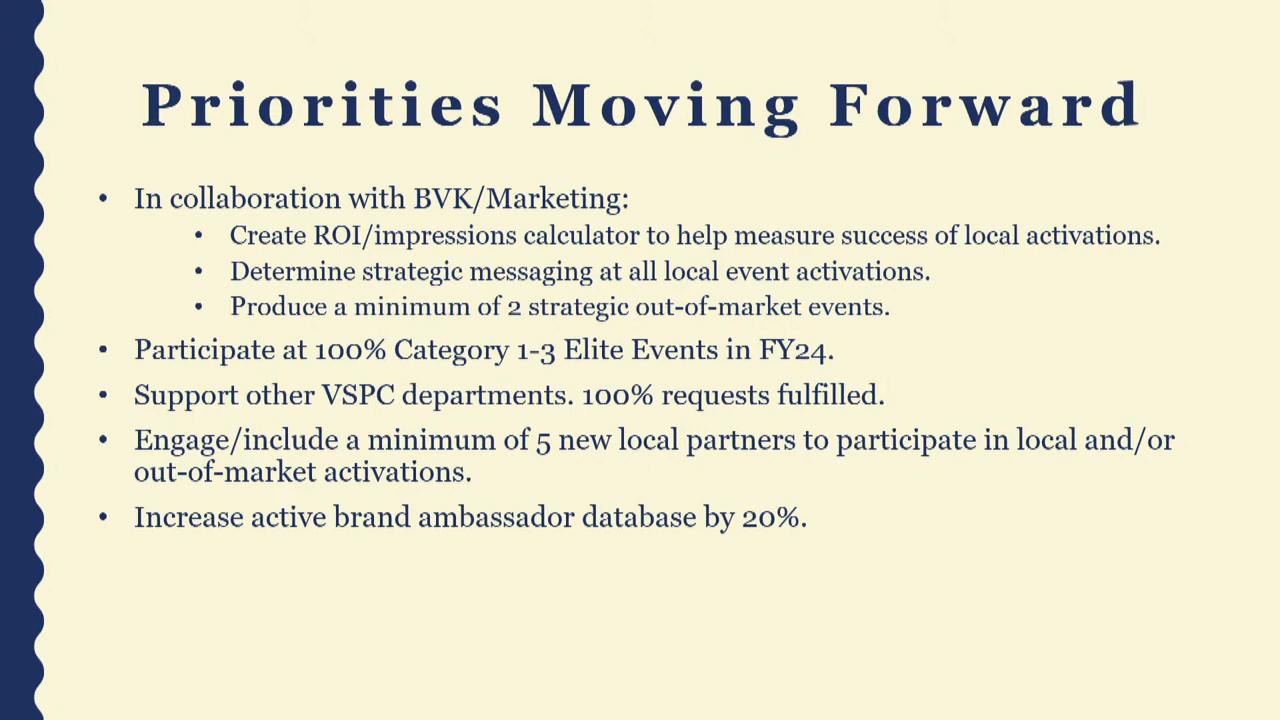 Priorities Moving Forward
• In collaboration with BVK/Marketing:
• Create ROI/impressions calculator to help measure success of local activations.
• Determine strategic messaging at all local event activations.
• Produce a minimum of 2 strategic out-of-market events.
• Participate at 100% Category 1-3 Elite Events in FY24.
• Support other VSPC departments. 100% requests fulfilled.
• Engage/include a minimum of 5 new local partners to participate in local and/or
out-of-market activations.
• Increase active brand ambassador database by 20%.